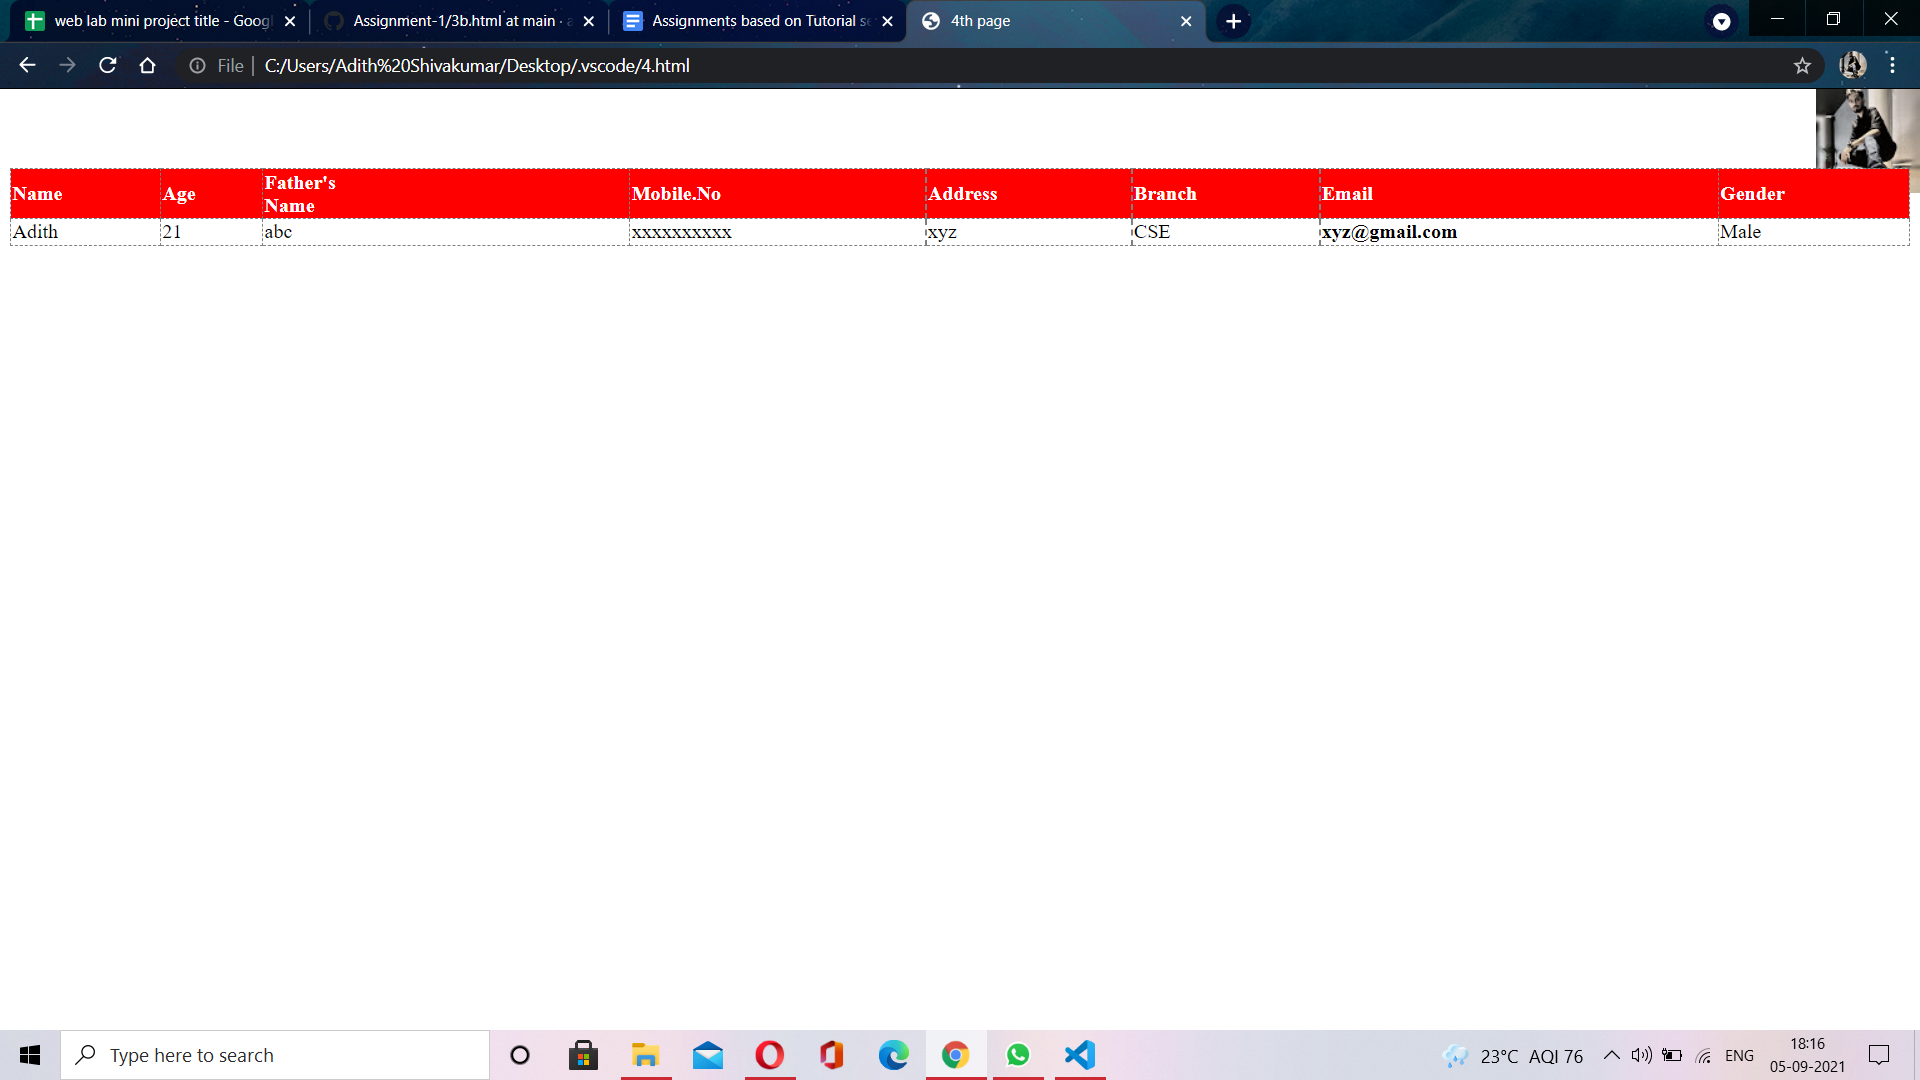 web lab mini project title - Googl
Assignment-1/3b.html at main · a
Assignments based on Tutorial se
4th page
File
C:/Users/Adith%20Shivakumar/Desktop/.vscode/4.html
Name Age Father's Name Mobile.No Address Branch Email Gender
Adith 21 abc xxxxxxxxxx xyz CSE xyz@gmail.com Male
Type here to search
23°C AQI 76
ENG
18:16
05-09-2021